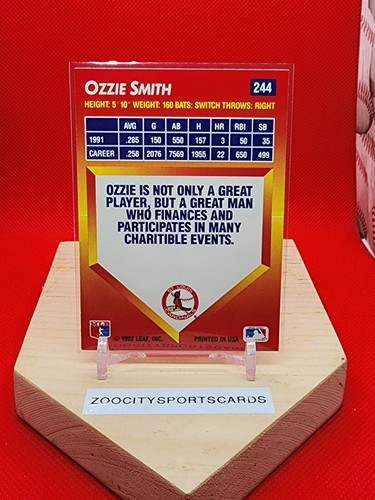 OZZIE SMITH 244
HEIGHT: 5' 10" WEIGHT: 160 BATS: SWITCH THROWS: RIGHT
AVG G AB H HR RBI SB
1991 .285 150 550 157 3 50 35
CAREER .258 2076 7569 1955 22 650 499
OZZIE IS NOT ONLY A GREAT
PLAYER, BUT A GREAT MAN
WHO FINANCES AND
PARTICIPATES IN MANY
CHARITIBLE EVENTS.
ST. LOUIS
CARDINALS
© 1992 LEAF, INC. PRINTED IN USA
ZOOCITYSPORTSCARDS